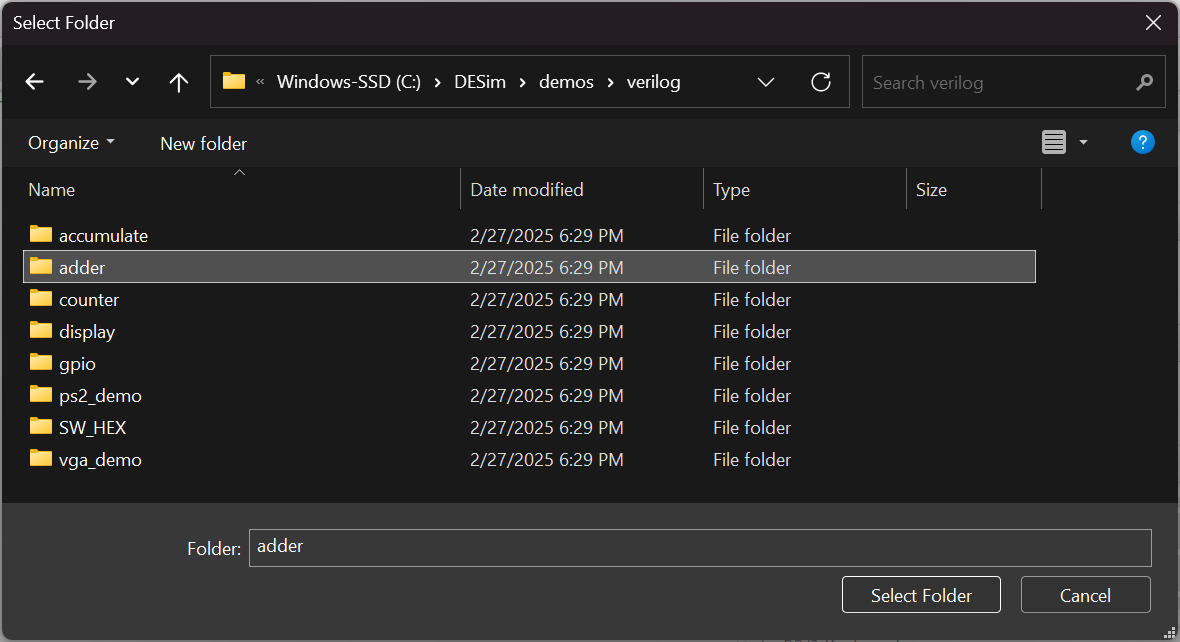 Select Folder
« Windows-SSD (C:) › DESim › demos › verilog
Search verilog
Organize New folder ?
Name Date modified Type Size
accumulate 2/27/2025 6:29 PM File folder
adder 2/27/2025 6:29 PM File folder
counter 2/27/2025 6:29 PM File folder
display 2/27/2025 6:29 PM File folder
gpio 2/27/2025 6:29 PM File folder
ps2_demo 2/27/2025 6:29 PM File folder
SW_HEX 2/27/2025 6:29 PM File folder
vga_demo 2/27/2025 6:29 PM File folder
Folder: adder
Select Folder Cancel